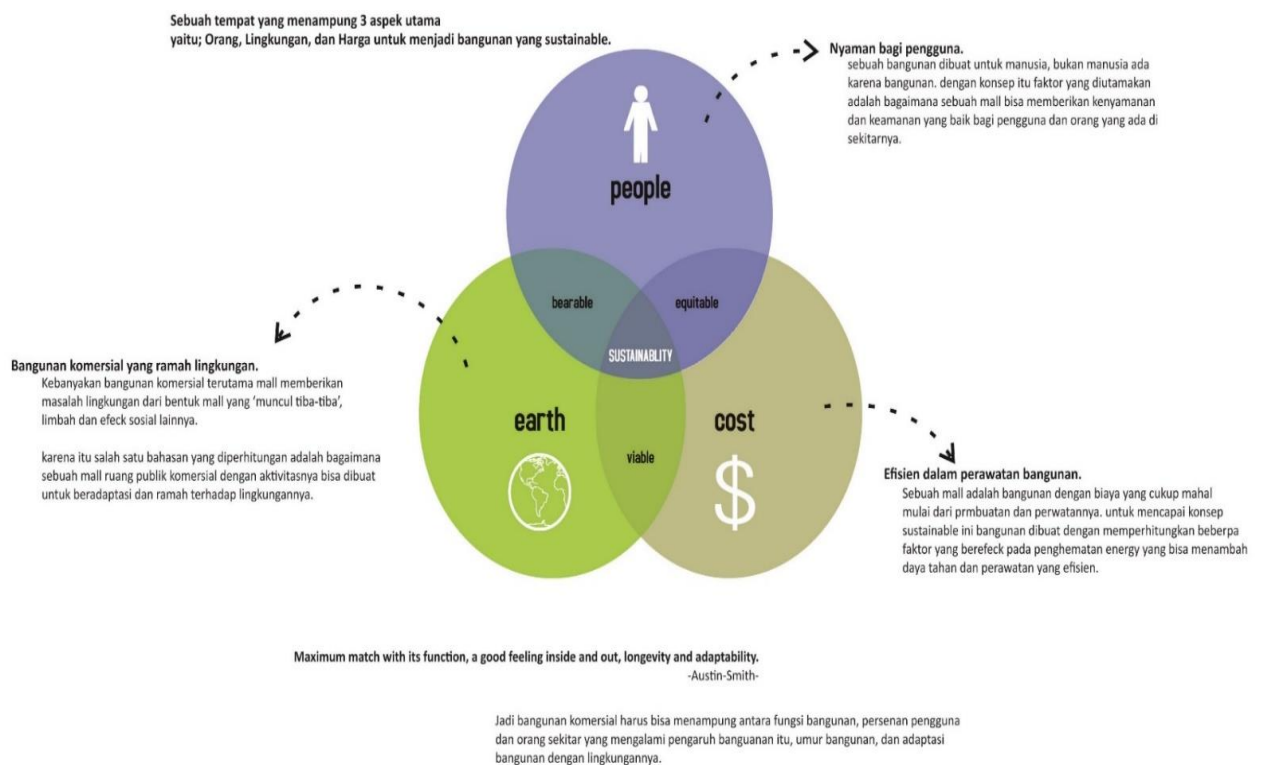 Sebuah tempat yang menampung 3 aspek utama
yaitu; Orang, Lingkungan, dan Harga untuk menjadi bangunan yang sustainable.
Nyaman bagi pengguna.
sebuah bangunan dibuat untuk manusia, bukan manusia ada
karena bangunan. dengan konsep itu faktor yang diutamakan
adalah bagaimana sebuah mall bisa memberikan kenyamanan
dan keamanan yang baik bagi pengguna dan orang yang ada di
sekitarnya.
people
bearable
equitable
SUSTAINABLITY
Bangunan komersial yang ramah lingkungan.
Kebanyakan bangunan komersial terutama mall memberikan
masalah lingkungan dari bentuk mall yang ‘muncul tiba-tiba’,
limbah dan efeck sosial lainnya.
karena itu salah satu bahasan yang diperhitungan adalah bagaimana
sebuah mall ruang publik komersial dengan aktivitasnya bisa dibuat
untuk beradaptasi dan ramah terhadap lingkungannya.
earth
cost
viable
$
Efisien dalam perawatan bangunan.
Sebuah mall adalah bangunan dengan biaya yang cukup mahal
mulai dari prmbuatan dan perwatannya. untuk mencapai konsep
sustainable ini bangunan dibuat dengan memperhitungkan beberpa
faktor yang berefeck pada penghematan energy yang bisa menambah
daya tahan dan perawatan yang efisien.
Maximum match with its function, a good feeling inside and out, longevity and adaptability.
-Austin-Smith-
Jadi bangunan komersial harus bisa menampung antara fungsi bangunan, persenan pengguna
dan orang sekitar yang mengalami pengaruh banguanan itu, umur bangunan, dan adaptasi
bangunan dengan lingkungannya.